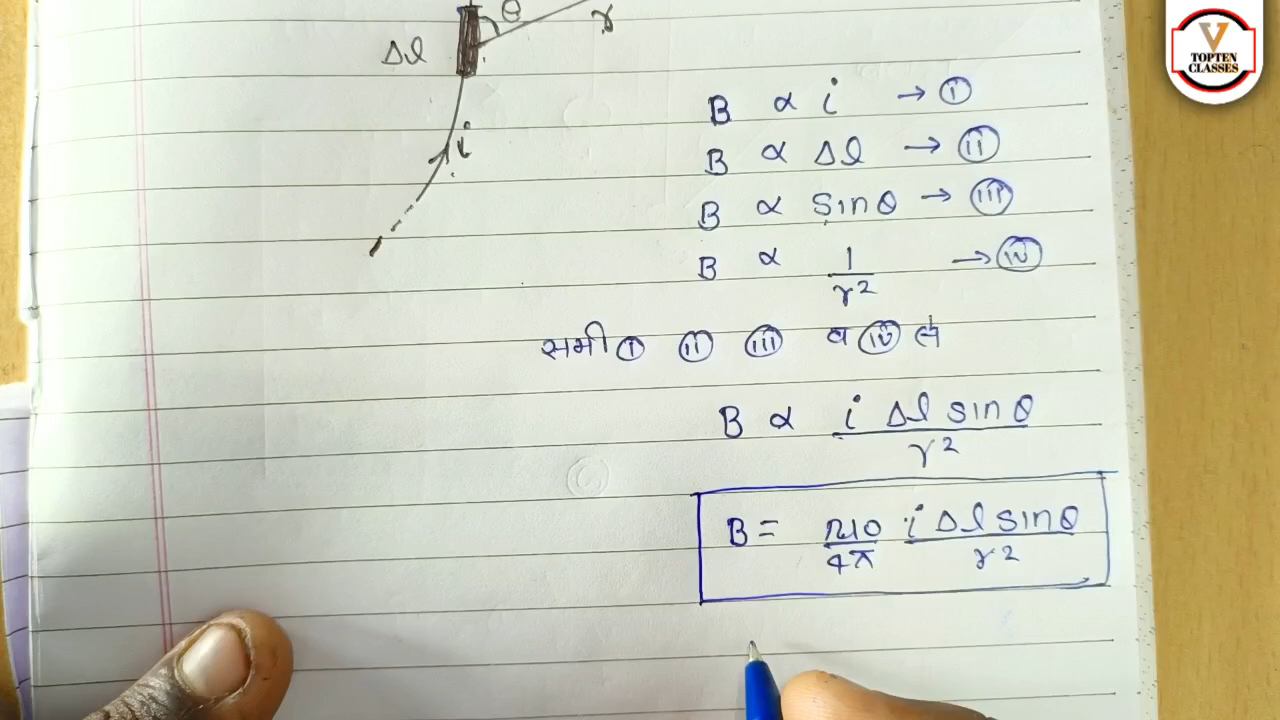 θ
r
Δl
i
V
TOPTEN
CLASSES
B ∝ i → (i)
B ∝ Δl → (ii)
B ∝ sinθ → (iii)
B ∝ 1/r² → (iv)
सभी (i) (ii) (iii) व (iv) से
B ∝ i Δl sinθ / r²
B = μ0/4π i Δl sinθ / r²